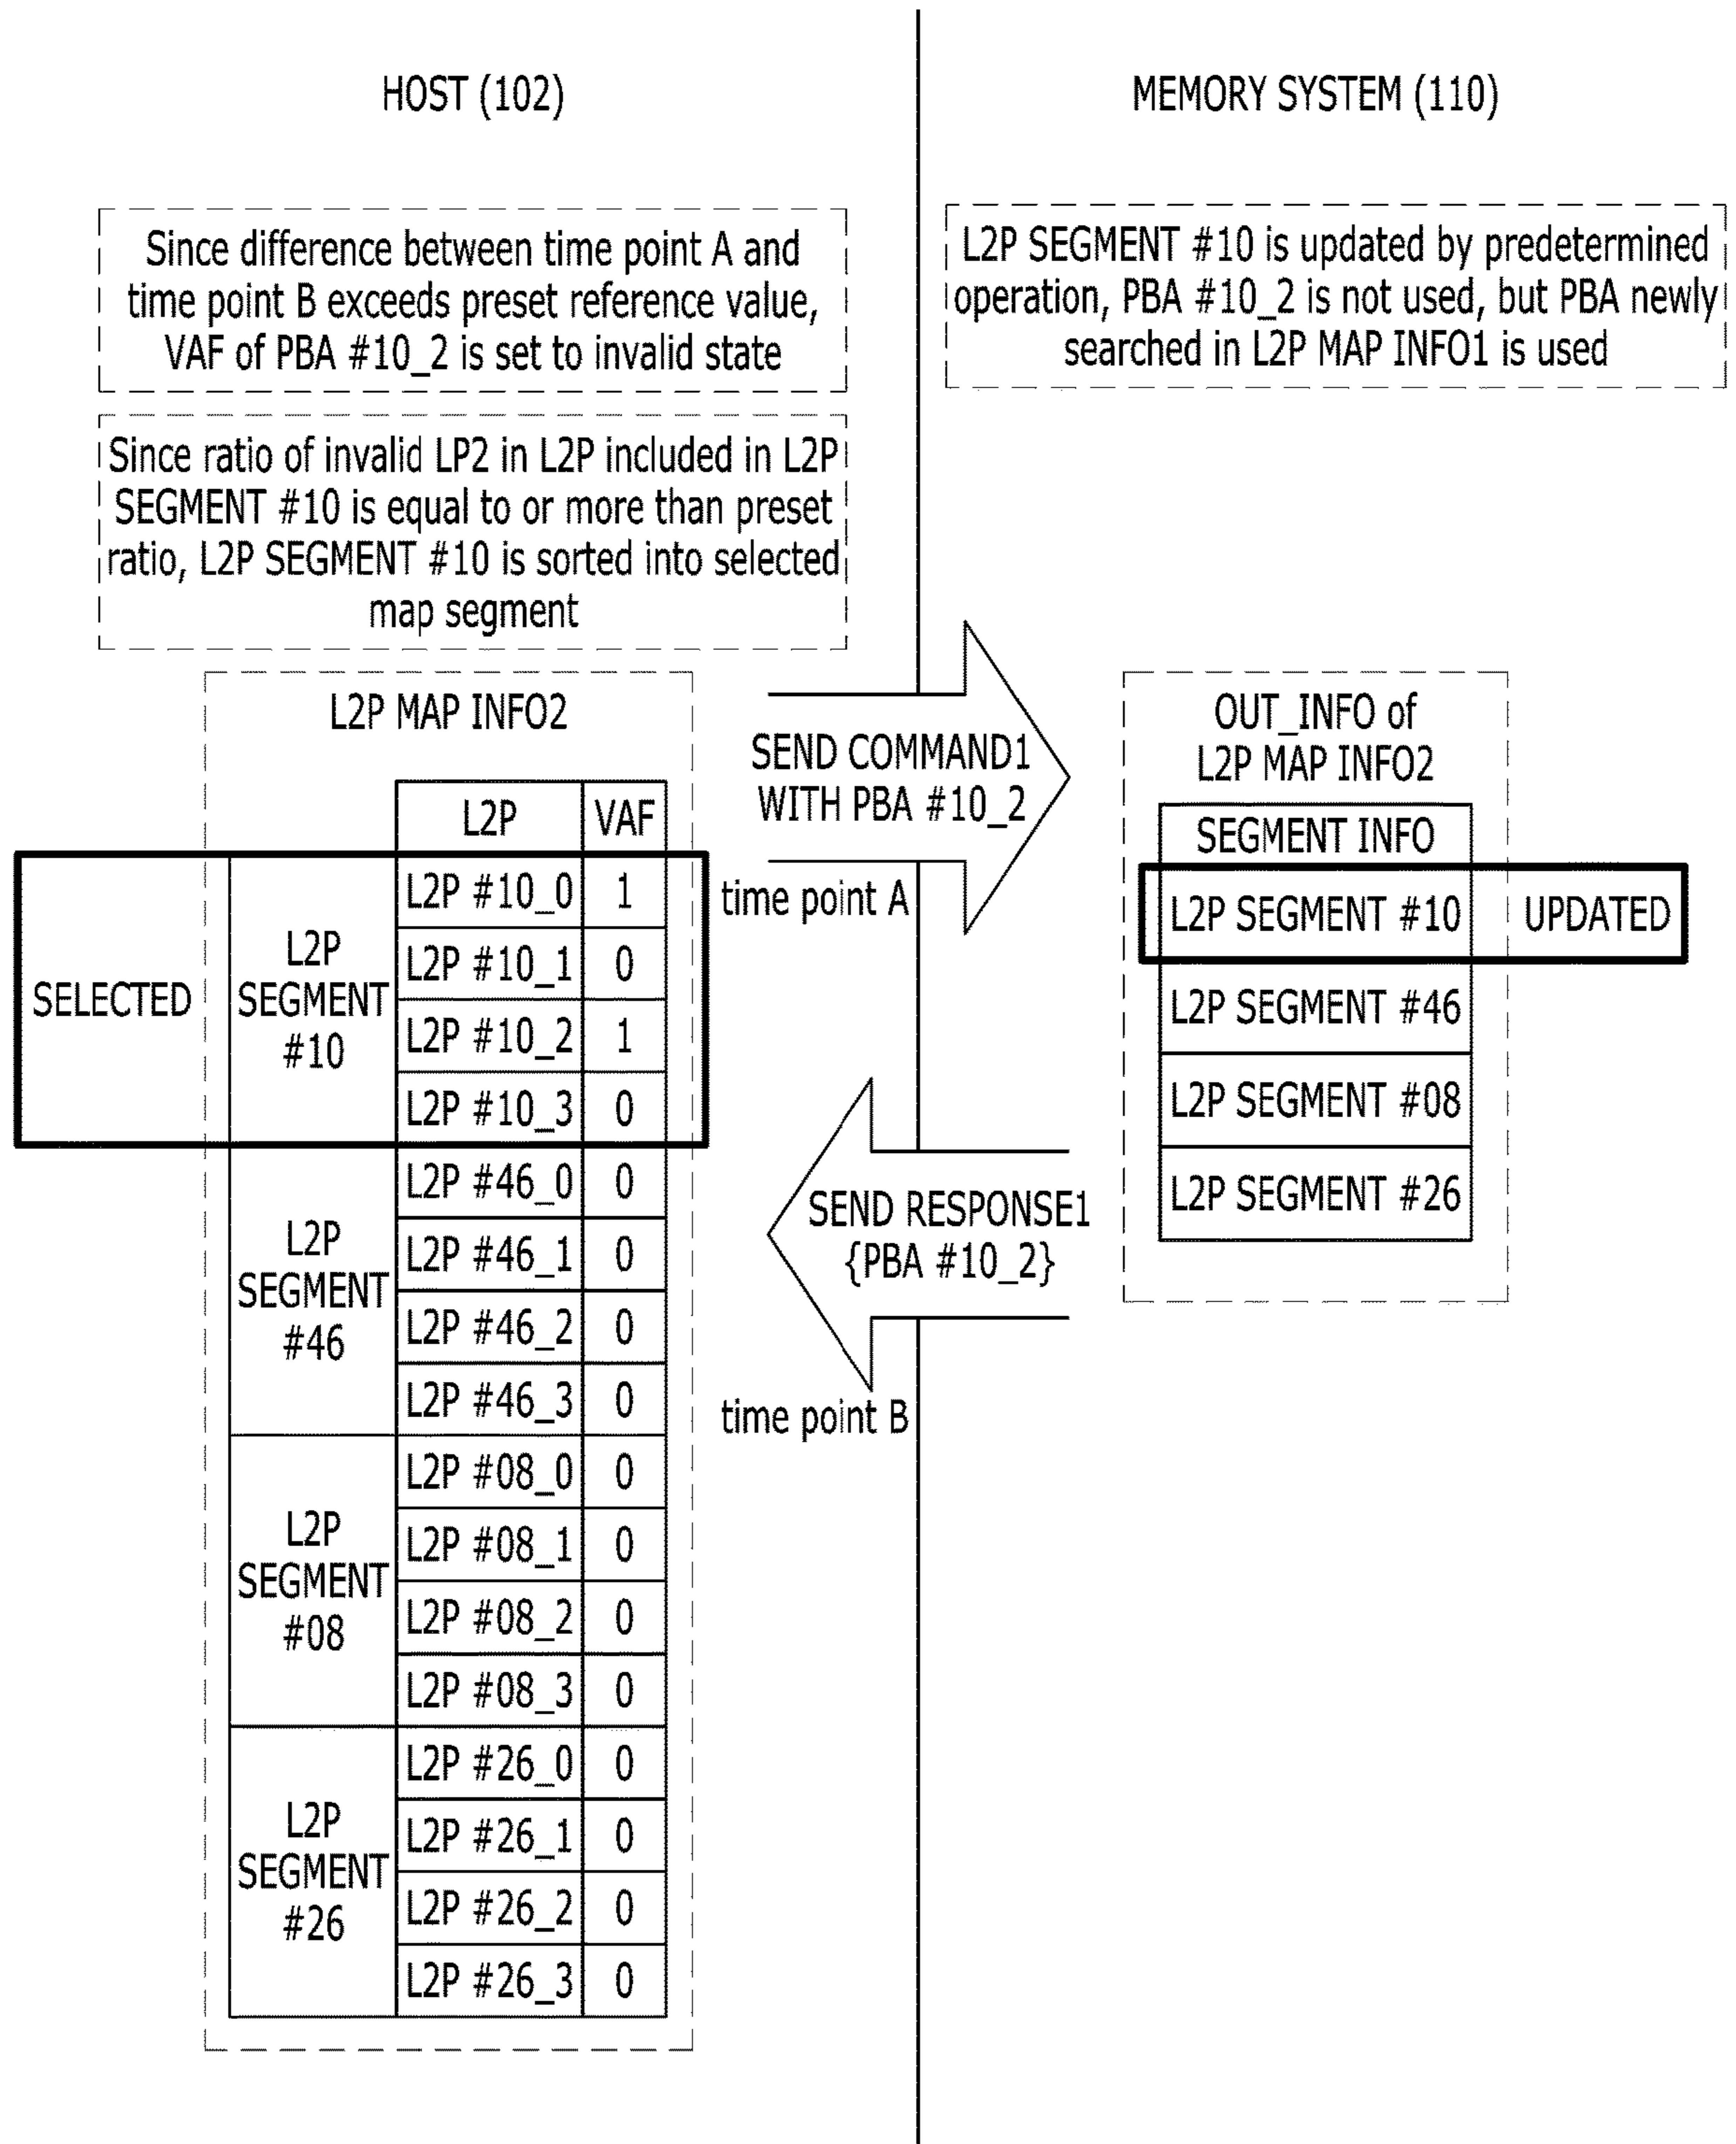 HOST (102)
MEMORY SYSTEM (110)
Since difference between time point A and
time point B exceeds preset reference value,
VAF of PBA #10_2 is set to invalid state
L2P SEGMENT #10 is updated by predetermined
operation, PBA #10_2 is not used, but PBA newly
searched in L2P MAP INFO1 is used
Since ratio of invalid LP2 in L2P included in L2P
SEGMENT #10 is equal to or more than preset
ratio, L2P SEGMENT #10 is sorted into selected
map segment
L2P MAP INFO2
L2P VAF
SELECTED
L2P
SEGMENT
#10
L2P #10_0 1
L2P #10_1 0
L2P #10_2 1
L2P #10_3 0
L2P
SEGMENT
#46
L2P #46_0 0
L2P #46_1 0
L2P #46_2 0
L2P #46_3 0
L2P
SEGMENT
#08
L2P #08_0 0
L2P #08_1 0
L2P #08_2 0
L2P #08_3 0
L2P
SEGMENT
#26
L2P #26_0 0
L2P #26_1 0
L2P #26_2 0
L2P #26_3 0
SEND COMMAND1
WITH PBA #10_2
time point A
SEND RESPONSE1
{PBA #10_2}
time point B
OUT_INFO of
L2P MAP INFO2
SEGMENT INFO
L2P SEGMENT #10 UPDATED
L2P SEGMENT #46
L2P SEGMENT #08
L2P SEGMENT #26